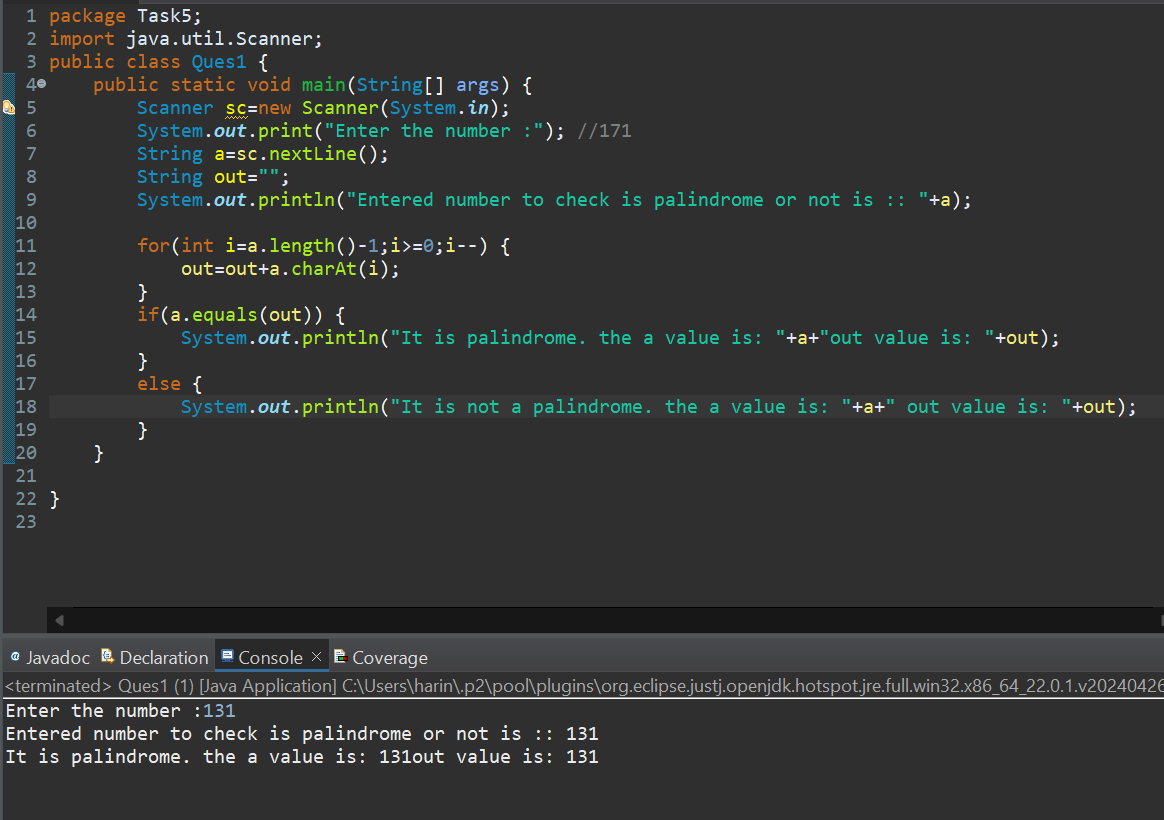 1 package Task5;
2 import java.util.Scanner;
3 public class Ques1 {
4     public static void main(String[] args) {
5         Scanner sc=new Scanner(System.in);
6         System.out.print("Enter the number :"); //171
7         String a=sc.nextLine();
8         String out="";
9         System.out.println("Entered number to check is palindrome or not is :: "+a);
10
11         for(int i=a.length()-1;i>=0;i--) {
12             out=out+a.charAt(i);
13         }
14         if(a.equals(out)) {
15             System.out.println("It is palindrome. the a value is: "+a+"out value is: "+out);
16         }
17         else {
18             System.out.println("It is not a palindrome. the a value is: "+a+" out value is: "+out);
19         }
20     }
21
22 }
23
@ Javadoc Declaration Console × Coverage
<terminated> Ques1 (1) [Java Application] C:\Users\harin\.p2\pool\plugins\org.eclipse.justj.openjdk.hotspot.jre.full.win32.x86_64_22.0.1.v20240426
Enter the number :131
Entered number to check is palindrome or not is :: 131
It is palindrome. the a value is: 131out value is: 131